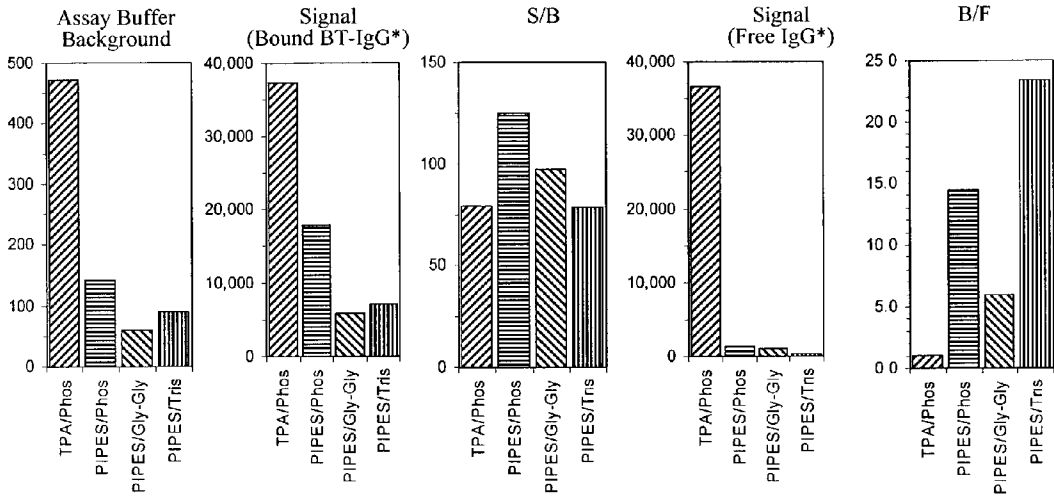 Assay Buffer
Background
500
400
300
200
100
0
TPA/Phos
PIPES/Phos
PIPES/Gly-Gly
PIPES/Tris
Signal
(Bound BT-IgG*)
40,000
30,000
20,000
10,000
0
TPA/Phos
PIPES/Phos
PIPES/Gly-Gly
PIPES/Tris
S/B
150
100
50
0
TPA/Phos
PIPES/Phos
PIPES/Gly-Gly
PIPES/Tris
Signal
(Free IgG*)
40,000
30,000
20,000
10,000
0
TPA/Phos
PIPES/Phos
PIPES/Gly-Gly
PIPES/Tris
B/F
25 0
20 0
15.0
10 0
5.0
0 0
TPA/Phos
PIPES/Phos
PIPES/Gly-Gly
PIPES/Tris